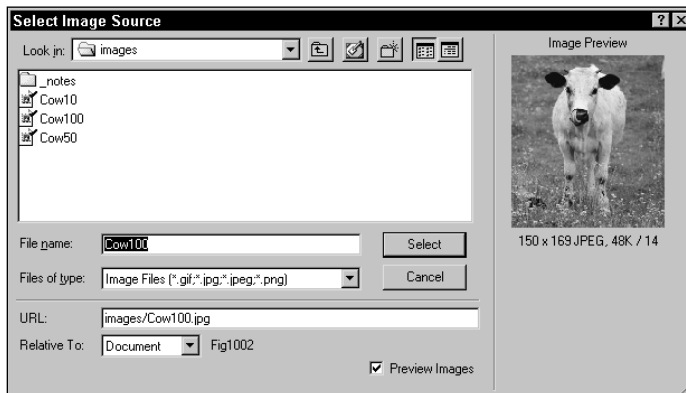 Select Image Source
Look in: images
_notes
Cow10
Cow100
Cow50
File name: Cow100 Select
Files of type: Image Files (*.gif;*.jpg;*.jpeg;*.png) Cancel
URL: images/Cow100.jpg
Relative To: Document Fig1002
Preview Images
Image Preview
150 x 169 JPEG, 48K / 14